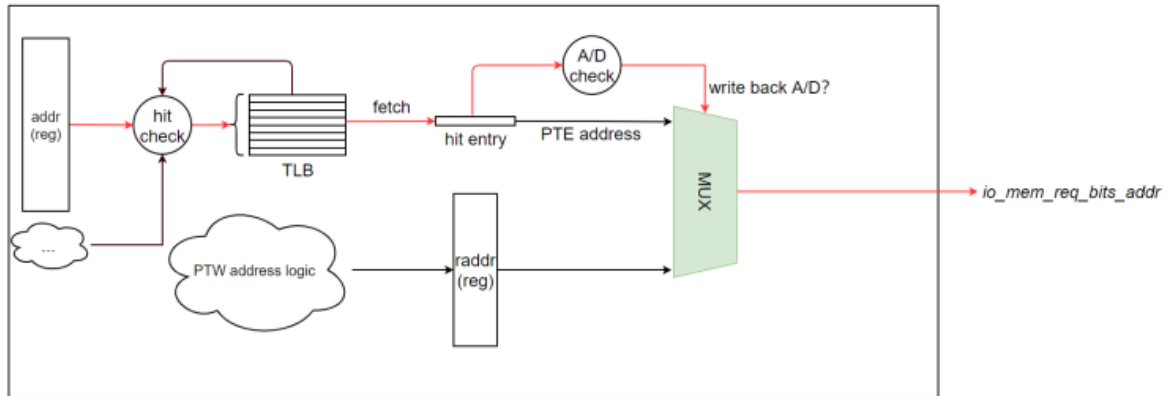 addr
(reg)
hit
check
TLB
fetch
hit entry
A/D
check
write back A/D?
PTE address
MUX
io_mem_req_bits_addr
...
PTW address logic
raddr
(reg)